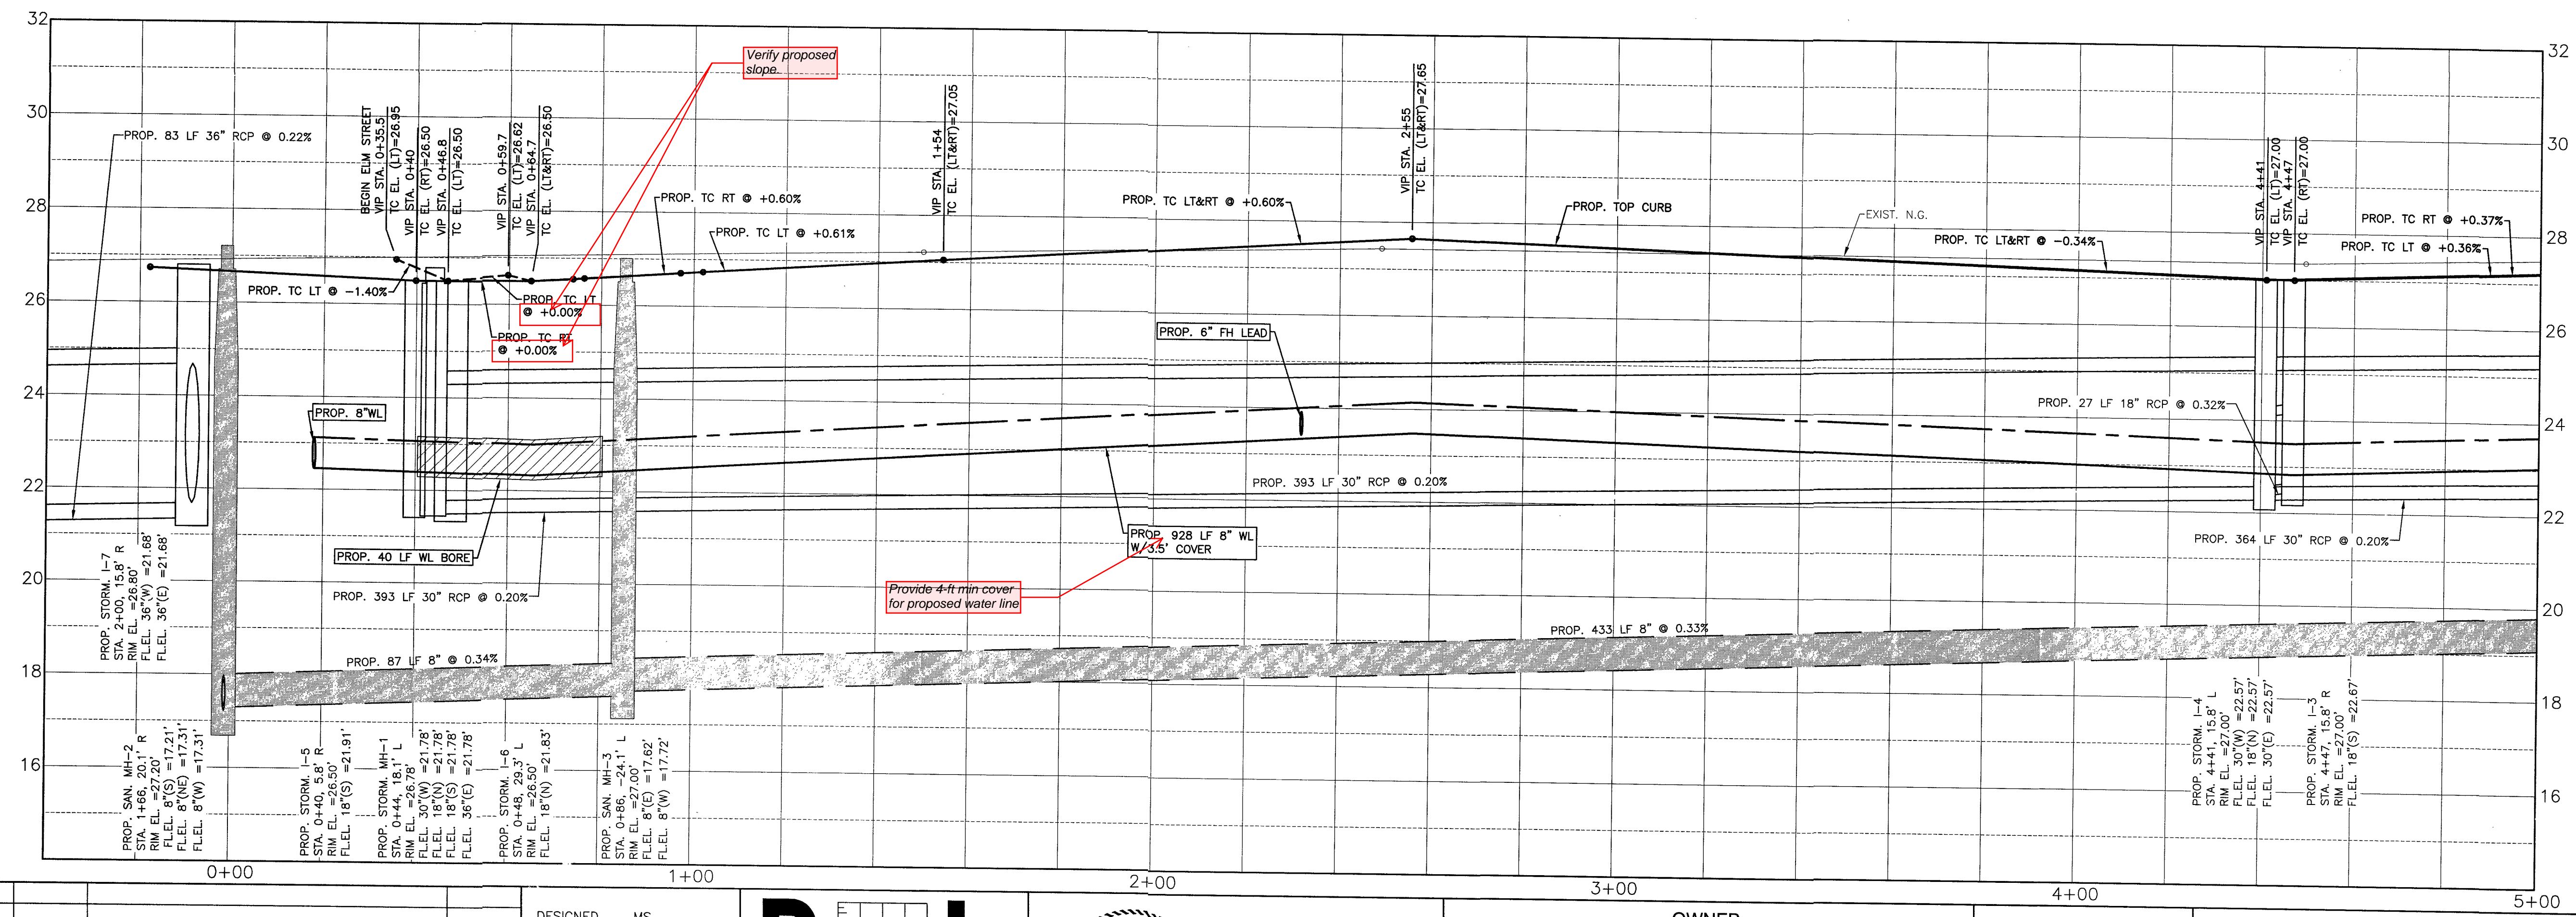 32
30
28
26
24
22
20
18
16
32
30
28
26
24
22
20
18
16
PROP. 83 LF 36" RCP @ 0.22%
BEGIN ELM STREET
VIP STA. 0+35.5
TC EL. (LT)=26.95
VIP STA. 0+40
TC EL. (RT)=26.50
VIP STA. 0+46.8
TC EL. (LT)=26.50
VIP STA. 0+59.7
TC EL. (LT)=26.62
VIP STA. 0+64.7
TC EL. (LT&RT)=26.50
Verify proposed
slope.
VIP STA. 1+54
TC EL. (LT&RT)=27.05
VIP STA. 2+55
TC EL. (LT&RT)=27.65
VIP STA. 4+41
TC EL. (LT)=27.00
VIP STA. 4+47
TC EL. (RT)=27.00
PROP. TC RT @ +0.60%
PROP. TC LT @ +0.61%
PROP. TC LT&RT @ +0.60%
PROP. TOP CURB
EXIST. N.G.
PROP. TC LT&RT @ -0.34%
PROP. TC RT @ +0.37%
PROP. TC LT @ +0.36%
PROP. TC LT @ -1.40%
PROP. TC LT
@ +0.00%
PROP. TC RT
@ +0.00%
PROP. 6" FH LEAD
PROP. 8"WL
PROP. 27 LF 18" RCP @ 0.32%
PROP. 393 LF 30" RCP @ 0.20%
PROP. 928 LF 8" WL
W/3.5' COVER
PROP. 364 LF 30" RCP @ 0.20%
PROP. 40 LF WL BORE
PROP. 393 LF 30" RCP @ 0.20%
Provide 4-ft min cover
for proposed water line
PROP. 433 LF 8" @ 0.33%
PROP. 87 LF 8" @ 0.34%
PROP. STORM. I-7
STA. 2+00, 15.8' R
RIM EL. =26.80'
FL.EL. 36"(W) =21.68'
FL.EL. 36"(E) =21.68'
PROP. SAN. MH-2
STA. 1+66, 20.1' R
RIM EL. =27.20'
FL.EL. 8"(S) =17.21'
FL.EL. 8"(NE) =17.31'
FL.EL. 8"(W) =17.31'
PROP. STORM. I-5
STA. 0+40, 5.8' R
RIM EL. =26.50'
FL.EL. 18"(S) =21.91'
PROP. STORM. MH-1
STA. 0+44, 18.1' L
RIM EL. =26.78'
FL.EL. 30"(W) =21.78'
FL.EL. 18"(N) =21.78'
FL.EL. 18"(S) =21.78'
FL.EL. 36"(E) =21.78'
PROP. STORM. I-6
STA. 0+48, 29.3' L
RIM EL. =26.50'
FL.EL. 18"(N) =21.83'
PROP. SAN. MH-3
STA. 0+86, -24.1' L
RIM EL. =27.00'
FL.EL. 8"(E) =17.62'
FL.EL. 8"(W) =17.72'
PROP. STORM. I-4
STA. 4+41, 15.8' L
RIM EL. =27.00'
FL.EL. 30"(W) =22.57'
FL.EL. 18"(N) =22.57'
FL.EL. 30"(E) =22.57'
PROP. STORM. I-3
STA. 4+47, 15.8' R
RIM EL. =27.00'
FL.EL. 18"(S) =22.67'
0+00
1+00
2+00
3+00
4+00
5+00
DESIGNED MS
OWNER